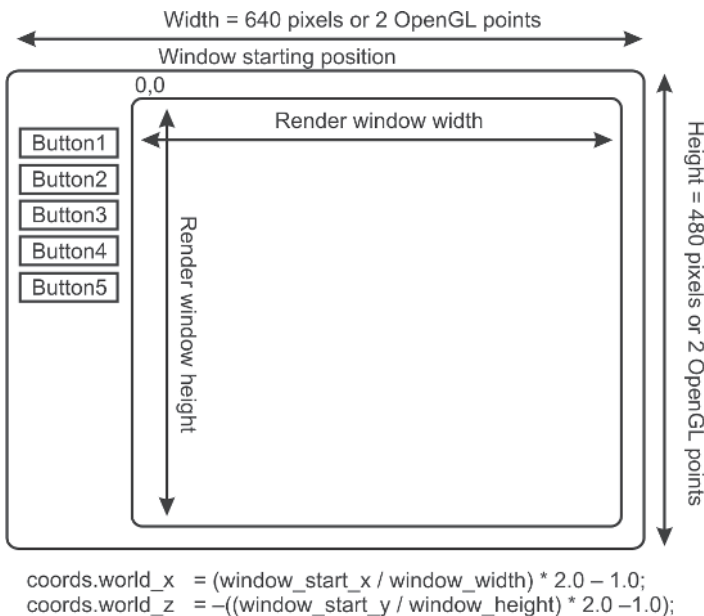 Width = 640 pixels or 2 OpenGL points
Window starting position
0,0
Render window width
Button1
Button2
Button3
Button4
Button5
Render window height
Height = 480 pixels or 2 OpenGL points
coords.world_x = (window_start_x / window_width) * 2.0 – 1.0;
coords.world_z = –((window_start_y / window_height) * 2.0 –1.0);